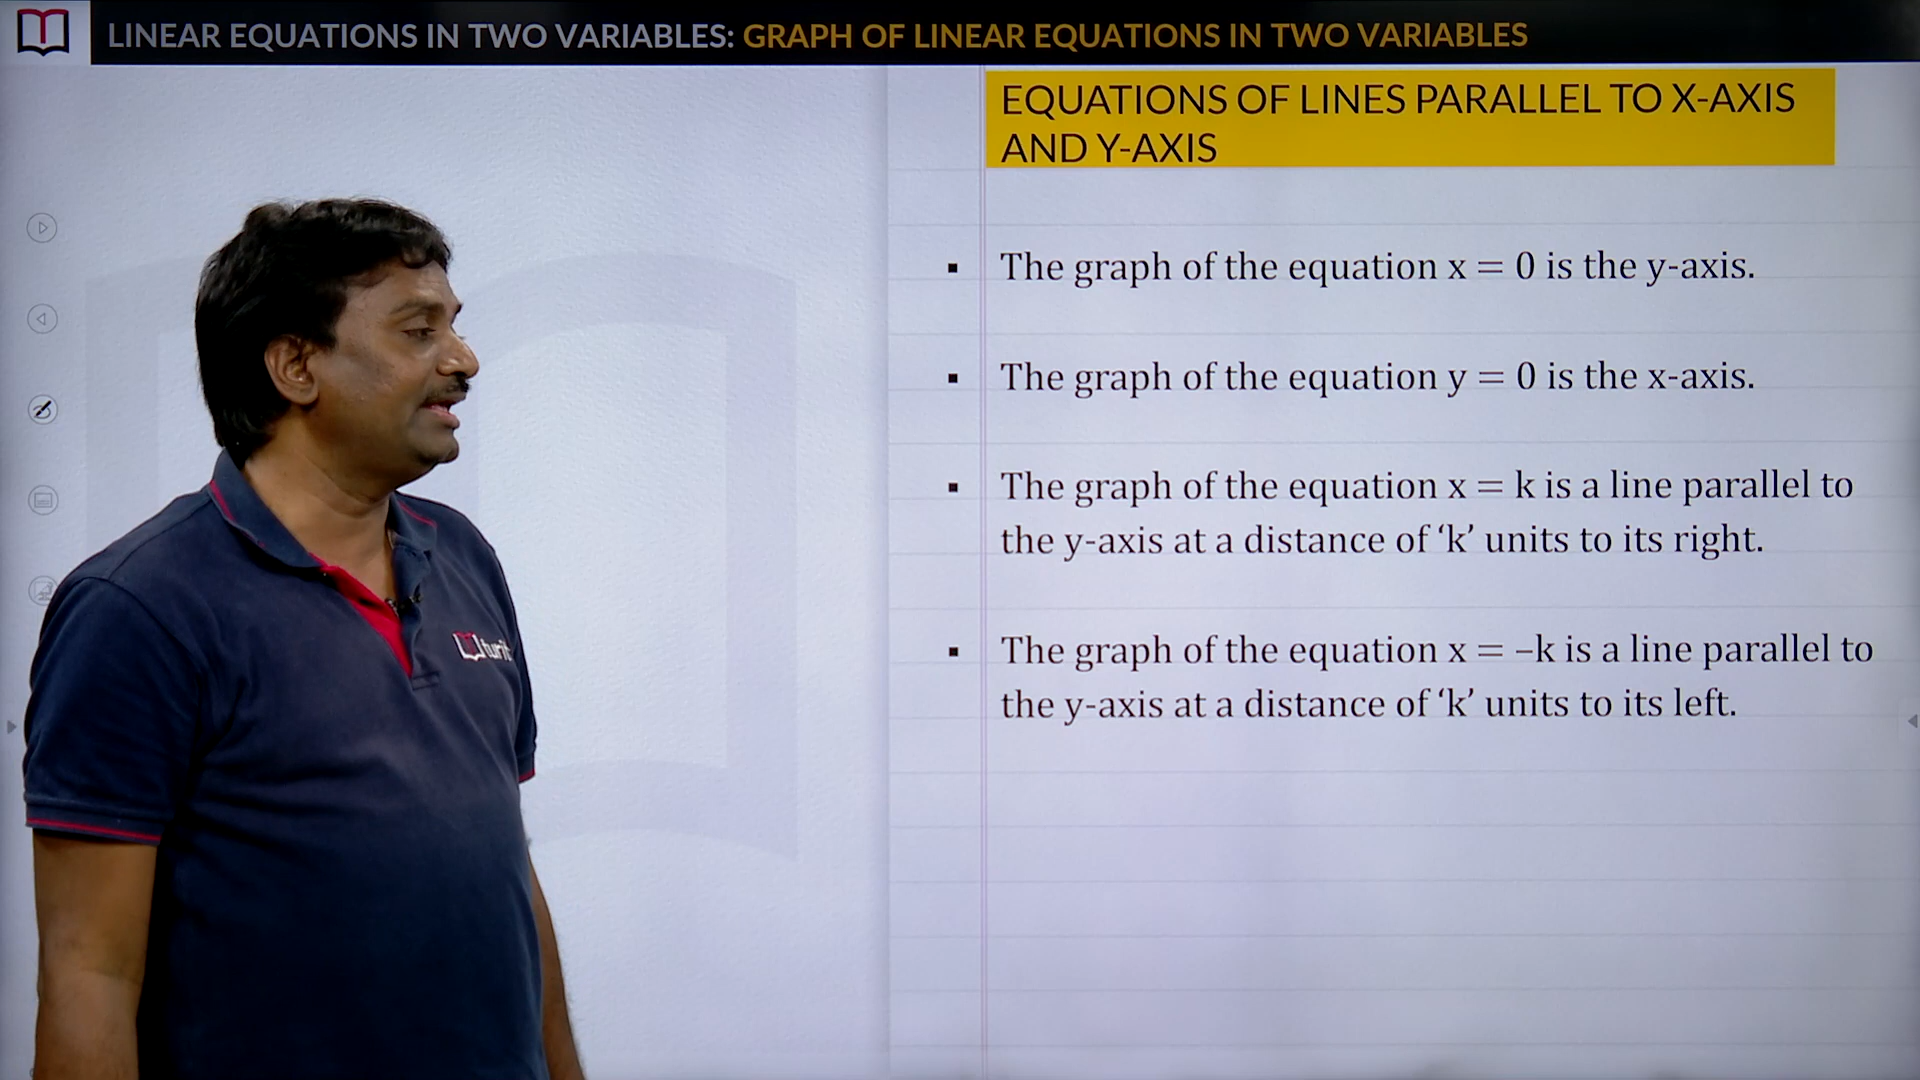 LINEAR EQUATIONS IN TWO VARIABLES: GRAPH OF LINEAR EQUATIONS IN TWO VARIABLES
EQUATIONS OF LINES PARALLEL TO X-AXIS
AND Y-AXIS
▪ The graph of the equation x = 0 is the y-axis.
▪ The graph of the equation y = 0 is the x-axis.
▪ The graph of the equation x = k is a line parallel to
the y-axis at a distance of ‘k’ units to its right.
▪ The graph of the equation x = –k is a line parallel to
the y-axis at a distance of ‘k’ units to its left.